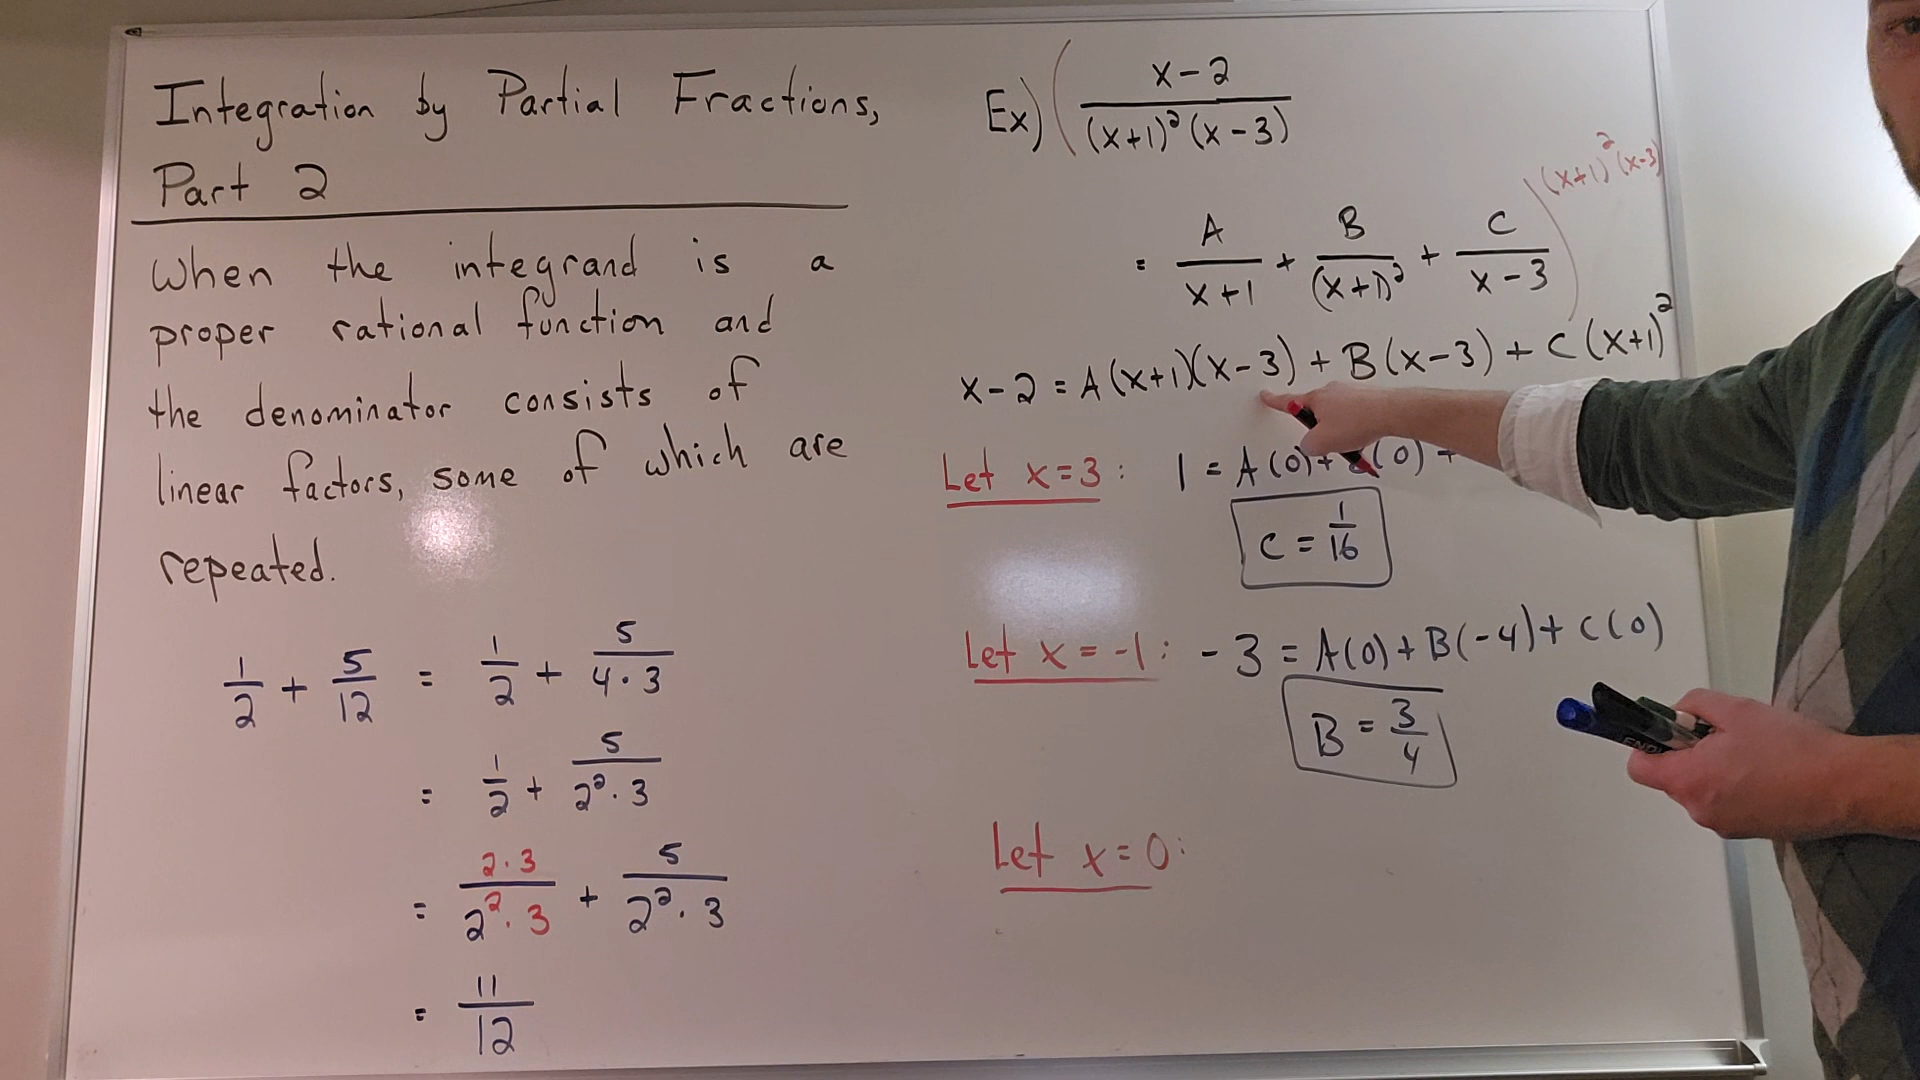 Integration by Partial Fractions,
Part 2
When the integrand is a
proper rational function and
the denominator consists of
linear factors, some of which are
repeated.
1/2 + 5/12 = 1/2 + 5/(4·3)
= 1/2 + 5/(2²·3)
= (2·3)/(2²·3) + 5/(2²·3)
= 11/12
Ex) ( (x-2)/((x+1)²(x-3))
= A/(x+1) + B/(x+1)² + C/(x-3) ) (x+1)²(x-3)
x-2 = A(x+1)(x-3) + B(x-3) + C(x+1)²
Let x=3: 1 = A(0)+ (0) +
C = 1/16
Let x=-1: -3 = A(0)+B(-4)+C(0)
B = 3/4
Let x=0: